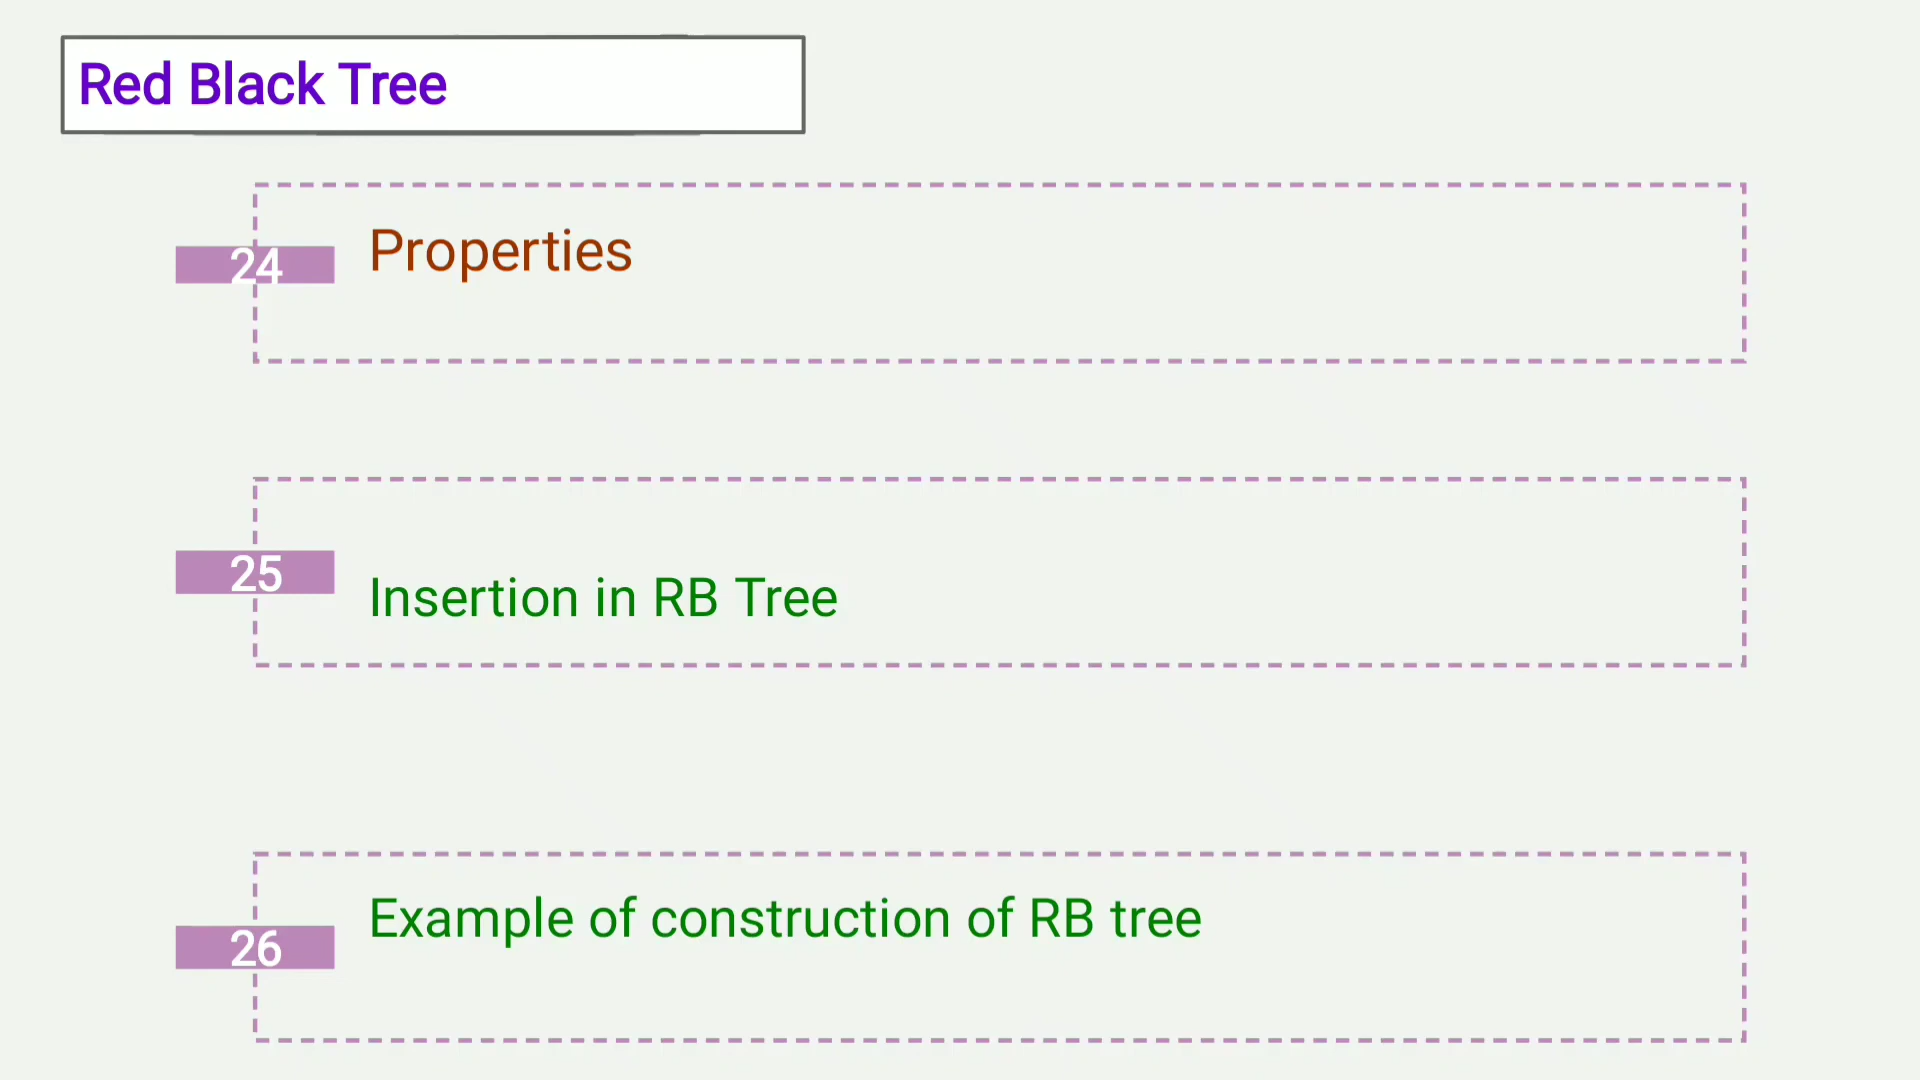 Red Black Tree
24
Properties
25
Insertion in RB Tree
26
Example of construction of RB tree